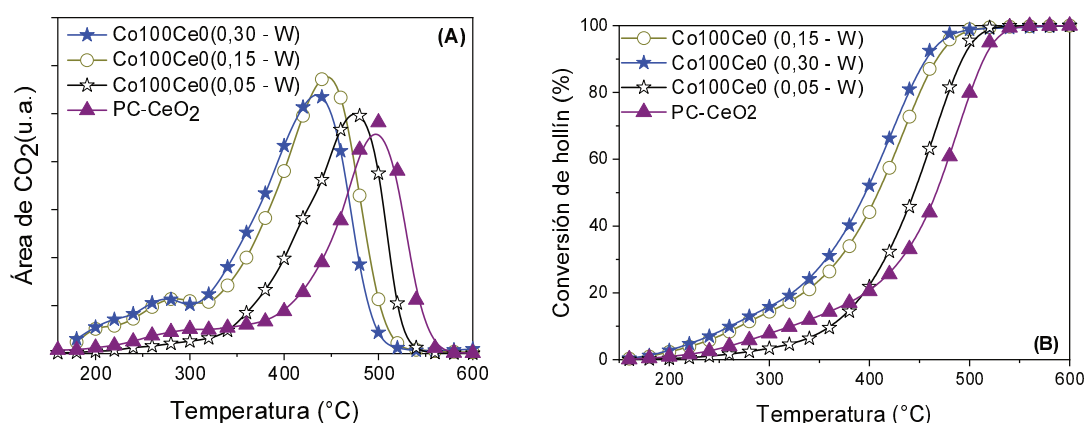 Co100Ce0(0,30 - W)
Co100Ce0(0,15 - W)
Co100Ce0(0,05 - W)
PC-CeO2
(A)
Área de CO2(u.a.)
200 300 400 500 600
Temperatura (°C)
100
80
60
40
20
0
Co100Ce0 (0,15 - W)
Co100Ce0 (0,30 - W)
Co100Ce0 (0,05 - W)
PC-CeO2
Conversión de hollín (%)
(B)
200 300 400 500 600
Temperatura (°C)